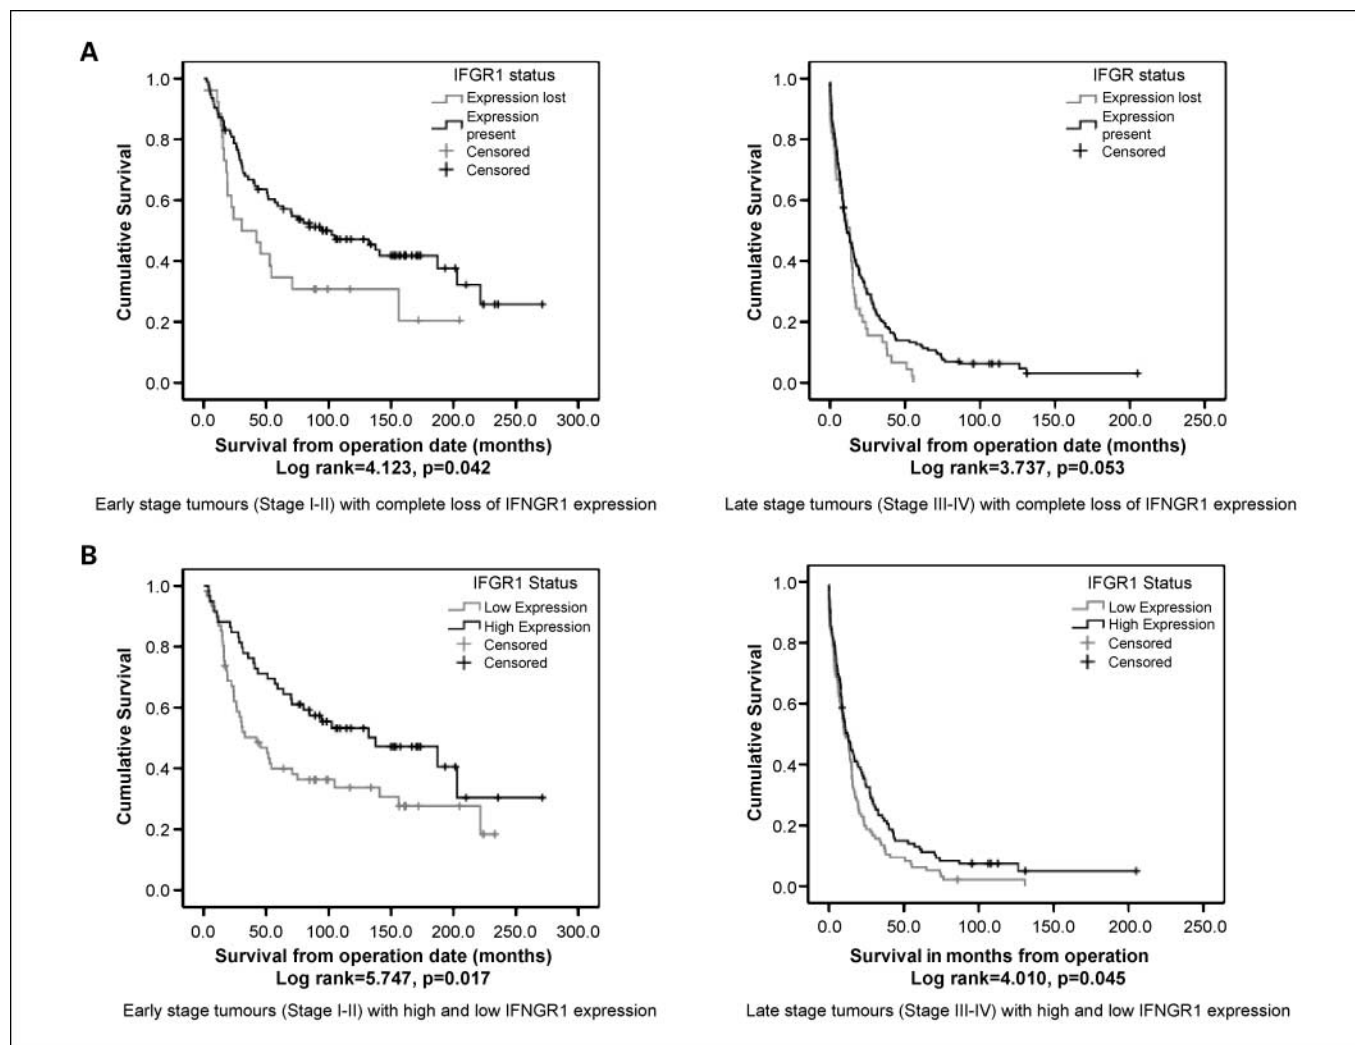 A
IFGR1 status
Expression lost
Expression
present
Censored
Censored
1.0
0.8
0.6
0.4
0.2
0.0
Cumulative Survival
0.0 50.0 100.0 150.0 200.0 250.0 300.0
Survival from operation date (months)
Log rank=4.123, p=0.042
Early stage tumours (Stage I-II) with complete loss of IFNGR1 expression
IFGR status
Expression lost
Expression
present
Censored
1.0
0.8
0.6
0.4
0.2
0.0
Cumulative Survival
0.0 50.0 100.0 150.0 200.0 250.0
Survival from operation date (months)
Log rank=3.737, p=0.053
Late stage tumours (Stage III-IV) with complete loss of IFNGR1 expression
B
IFGR1 Status
Low Expression
High Expression
Censored
Censored
1.0
0.8
0.6
0.4
0.2
0.0
Cumulative Survival
0.0 50.0 100.0 150.0 200.0 250.0 300.0
Survival from operation date (months)
Log rank=5.747, p=0.017
Early stage tumours (Stage I-II) with high and low IFNGR1 expression
IFGR1 Status
Low Expression
High Expression
Censored
Censored
1.0
0.8
0.6
0.4
0.2
0.0
Cumulative Survival
0.0 50.0 100.0 150.0 200.0 250.0
Survival in months from operation
Log rank=4.010, p=0.045
Late stage tumours (Stage III-IV) with high and low IFNGR1 expression